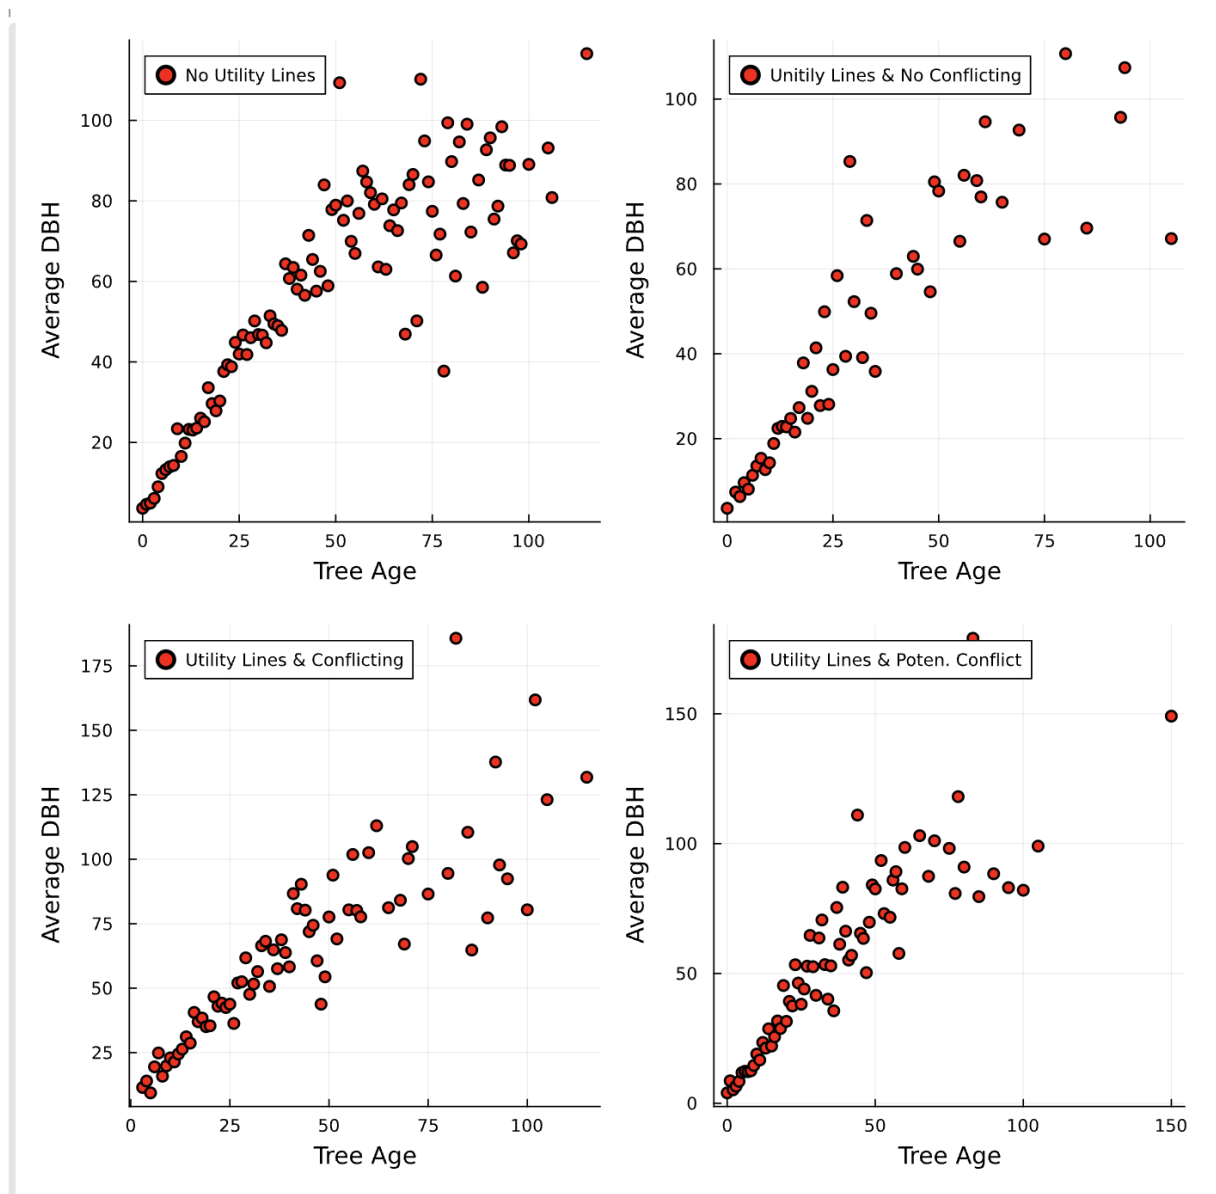 No Utility Lines
Average DBH
100
80
60
40
20
0 25 50 75 100
Tree Age
Unitily Lines & No Conflicting
Average DBH
100
80
60
40
20
0 25 50 75 100
Tree Age
Utility Lines & Conflicting
Average DBH
175
150
125
100
75
50
25
0 25 50 75 100
Tree Age
Utility Lines & Poten. Conflict
Average DBH
150
100
50
0
0 50 100 150
Tree Age